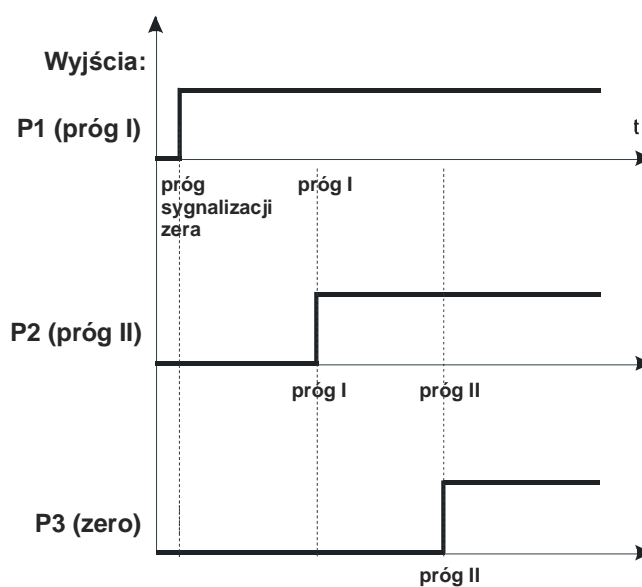 Wyjścia:
P1 (próg I)
t
próg
sygnalizacji
zera
próg I
P2 (próg II)
próg I
próg II
P3 (zero)
próg II